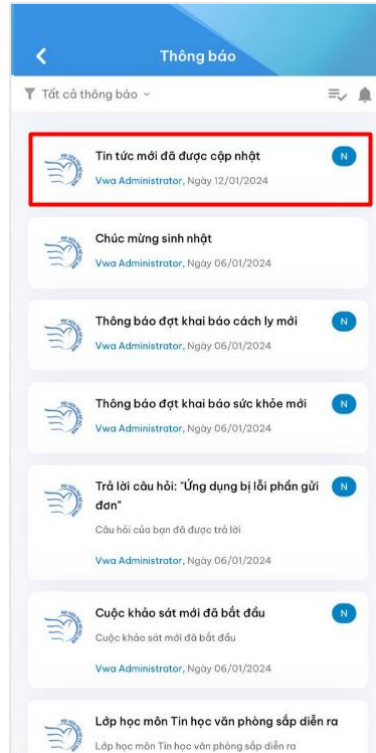 Thông báo
Tất cả thông báo
Tin tức mới đã được cập nhật
N
Vwa Administrator, Ngày 12/01/2024
Chúc mừng sinh nhật
Vwa Administrator, Ngày 06/01/2024
Thông báo đợt khai báo cách ly mới
N
Vwa Administrator, Ngày 06/01/2024
Thông báo đợt khai báo sức khỏe mới
N
Vwa Administrator, Ngày 06/01/2024
Trả lời câu hỏi: "Ứng dụng bị lỗi phần gửi
N
đơn"
Câu hỏi của bạn đã được trả lời
Vwa Administrator, Ngày 06/01/2024
Cuộc khảo sát mới đã bắt đầu
N
Cuộc khảo sát mới đã bắt đầu
Vwa Administrator, Ngày 06/01/2024
Lớp học môn Tin học văn phòng sắp diễn ra
Lớp học môn Tin học văn phòng sắp diễn ra